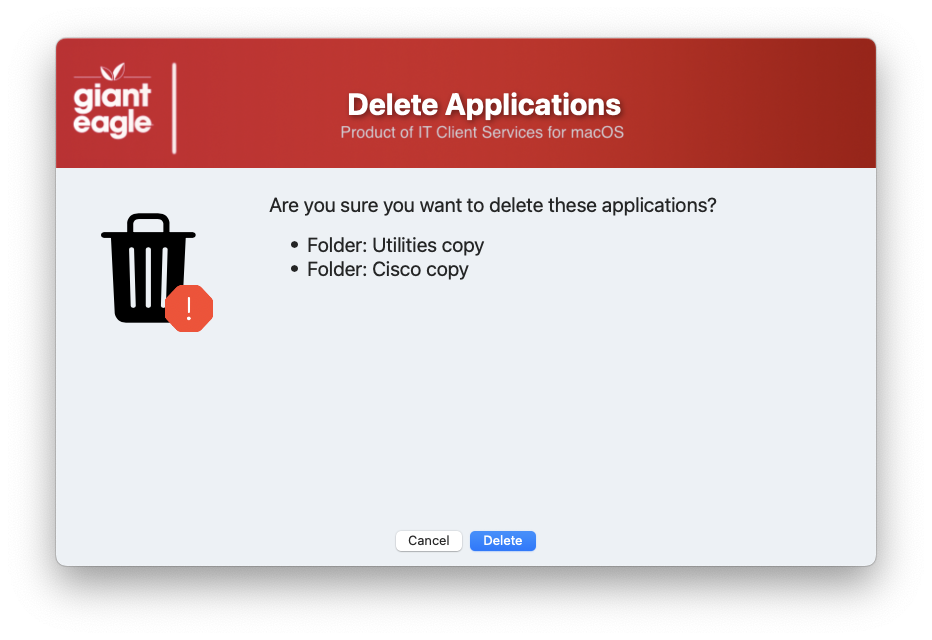 giant
eagle
Delete Applications
Product of IT Client Services for macOS
Are you sure you want to delete these applications?
• Folder: Utilities copy
• Folder: Cisco copy
!
Cancel
Delete